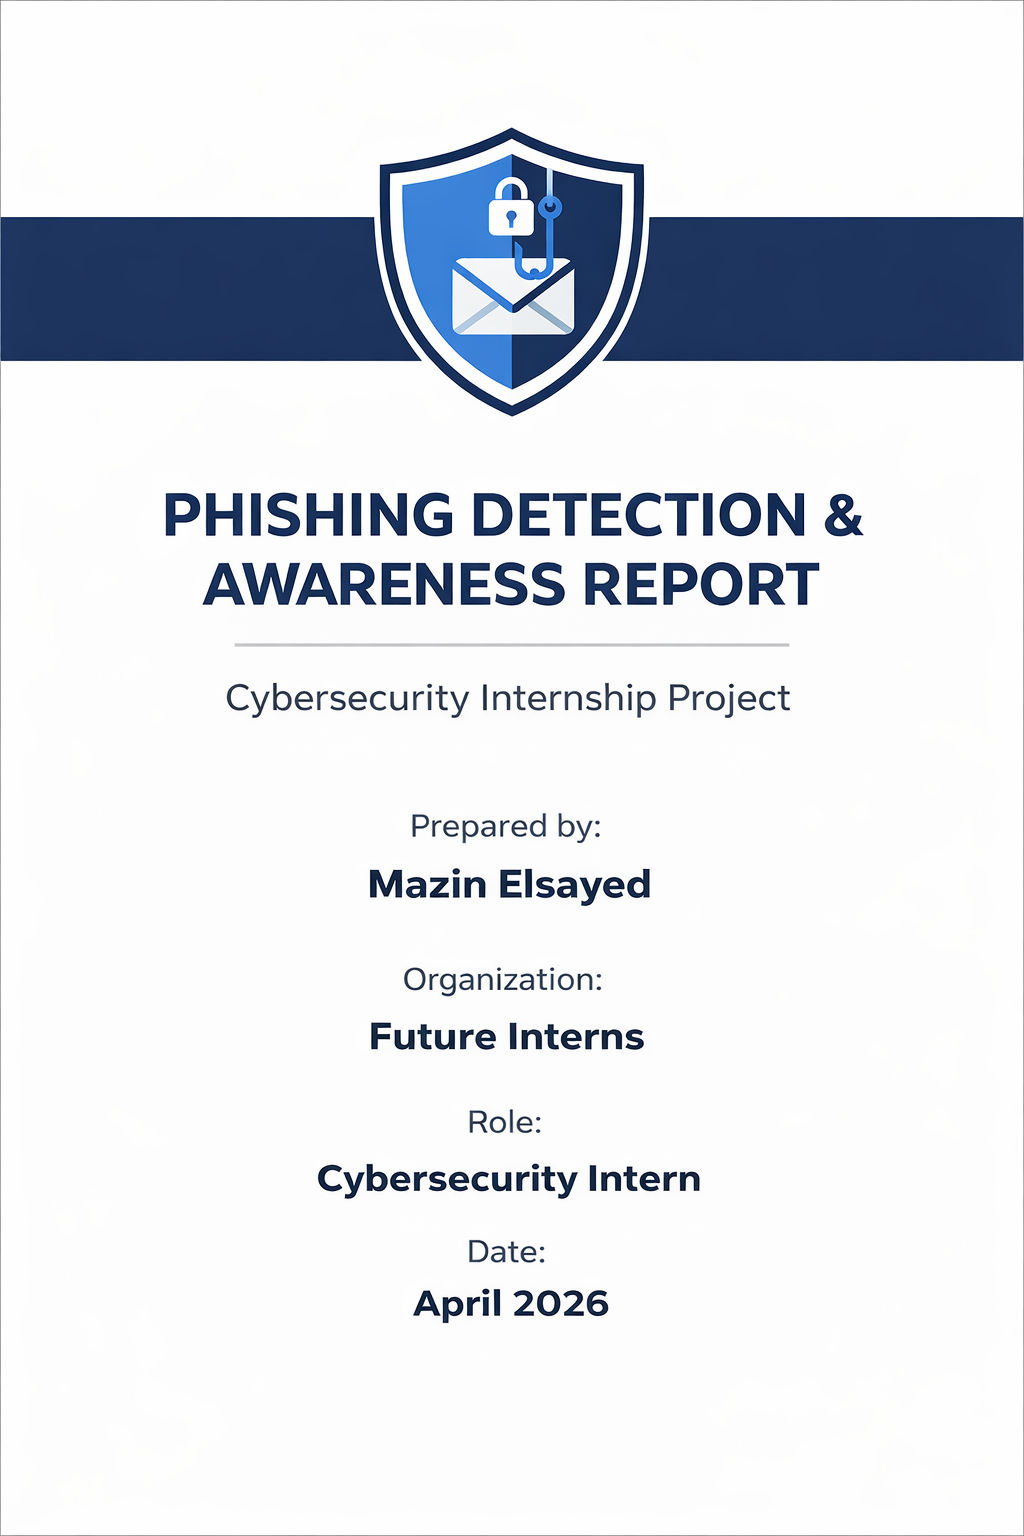 PHISHING DETECTION &
AWARENESS REPORT
Cybersecurity Internship Project
Prepared by:
Mazin Elsayed
Organization:
Future Interns
Role:
Cybersecurity Intern
Date:
April 2026